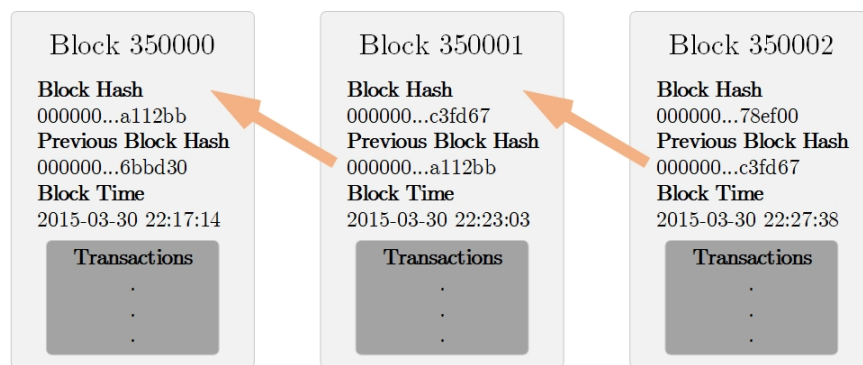 Block 350000
Block Hash
000000...a112bb
Previous Block Hash
000000...6bbd30
Block Time
2015-03-30 22:17:14
Transactions
.
.
.
Block 350001
Block Hash
000000...c3fd67
Previous Block Hash
000000...a112bb
Block Time
2015-03-30 22:23:03
Transactions
.
.
.
Block 350002
Block Hash
000000...78ef00
Previous Block Hash
000000...c3fd67
Block Time
2015-03-30 22:27:38
Transactions
.
.
.